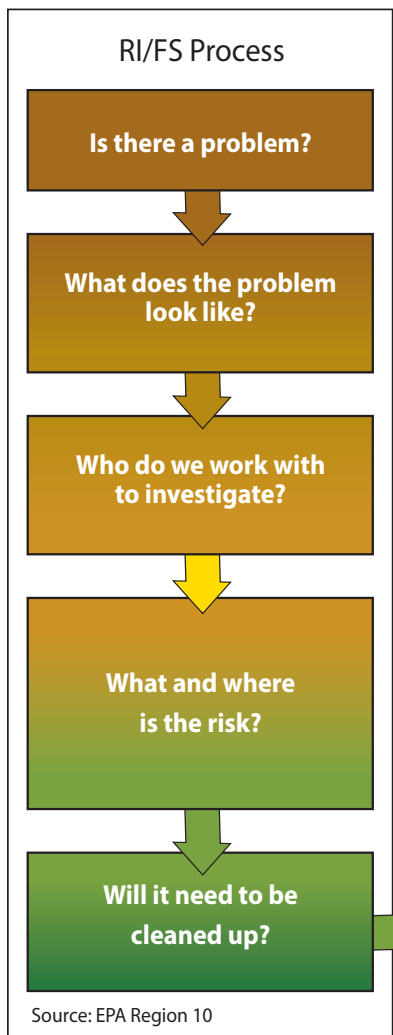 RI/FS Process
Is there a problem?
What does the problem
look like?
Who do we work with
to investigate?
What and where
is the risk?
Will it need to be
cleaned up?
Source: EPA Region 10